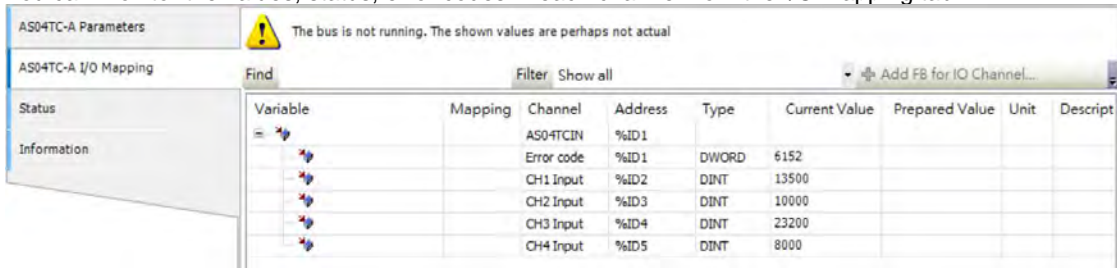 AS04TC-A Parameters
The bus is not running. The shown values are perhaps not actual
AS04TC-A I/O Mapping
Find Filter Show all Add FB for IO Channel...
Status
Information
Variable Mapping Channel Address Type Current Value Prepared Value Unit Descript
AS04TCIN %ID1
Error code %ID1 DWORD 6152
CH1 Input %ID2 DINT 13500
CH2 Input %ID3 DINT 10000
CH3 Input %ID4 DINT 23200
CH4 Input %ID5 DINT 8000